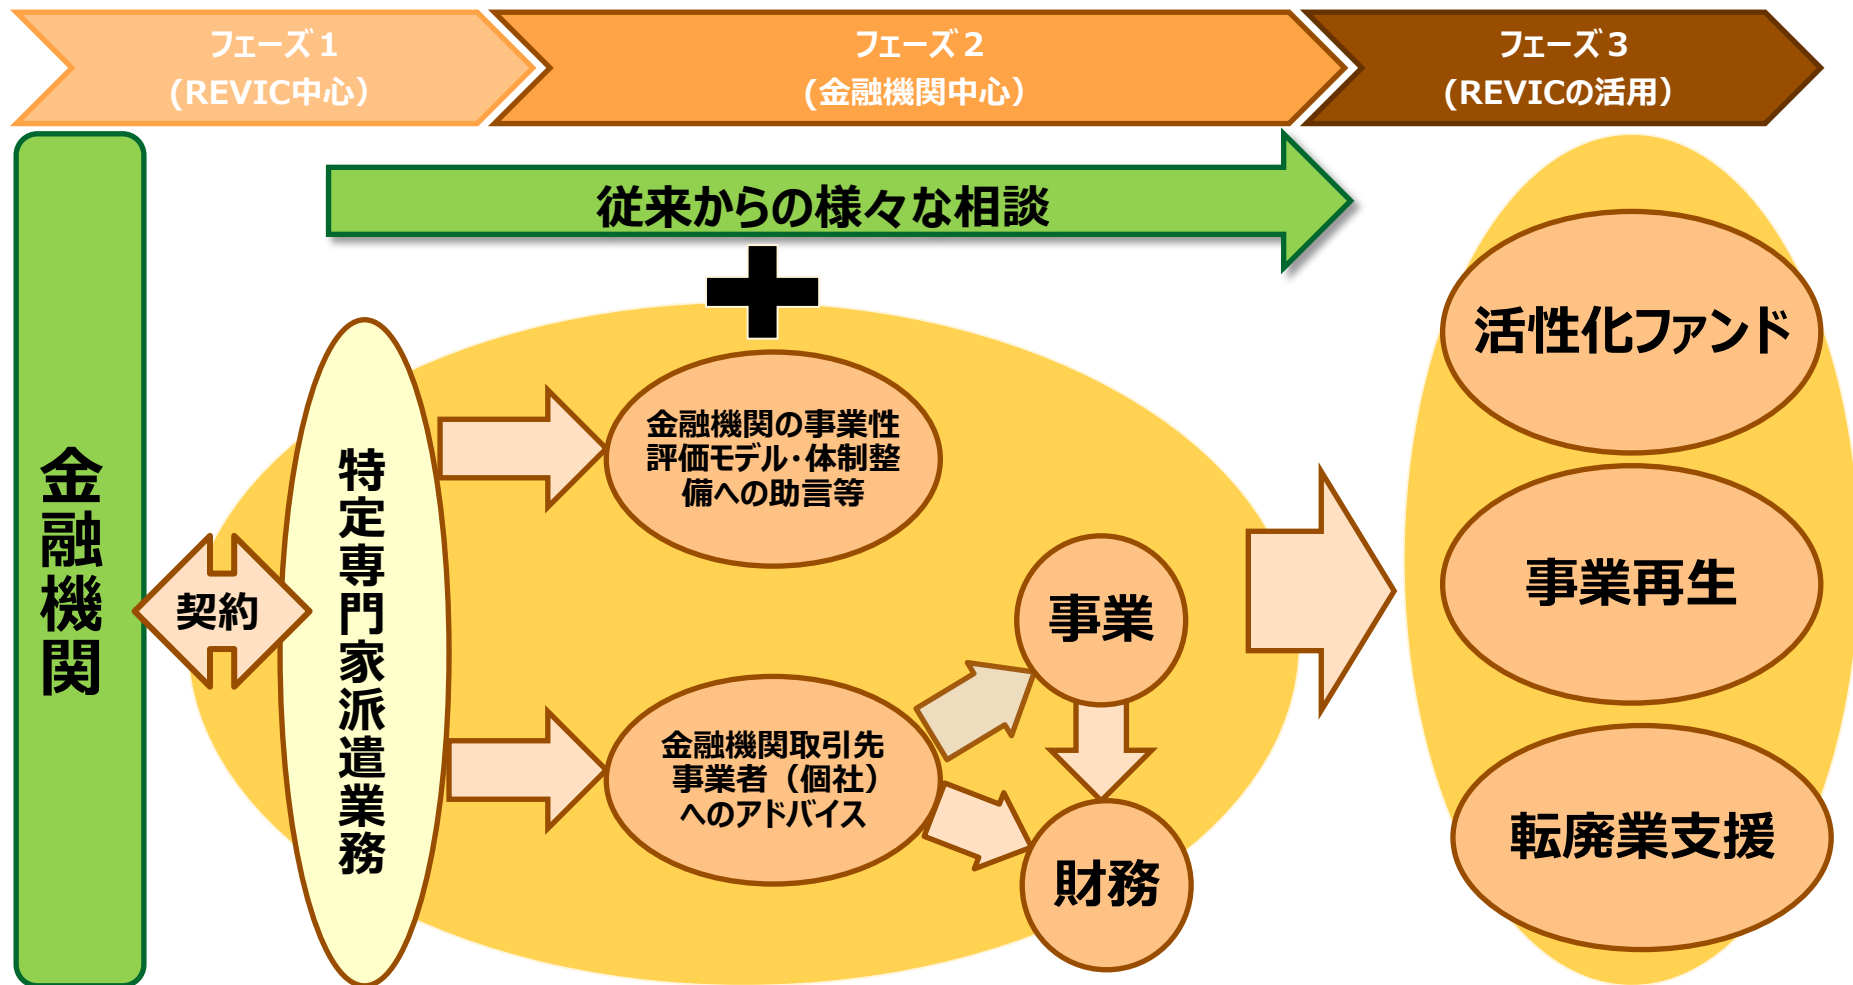 フェーズ１
(REVIC中心）
フェーズ２
(金融機関中心）
フェーズ３
(REVICの活用）
従来からの様々な相談
金融機関
契約
特定専門家派遣業務
金融機関の事業性
評価モデル・体制整
備への助言等
金融機関取引先
事業者（個社）
へのアドバイス
事業
財務
活性化ファンド
事業再生
転廃業支援